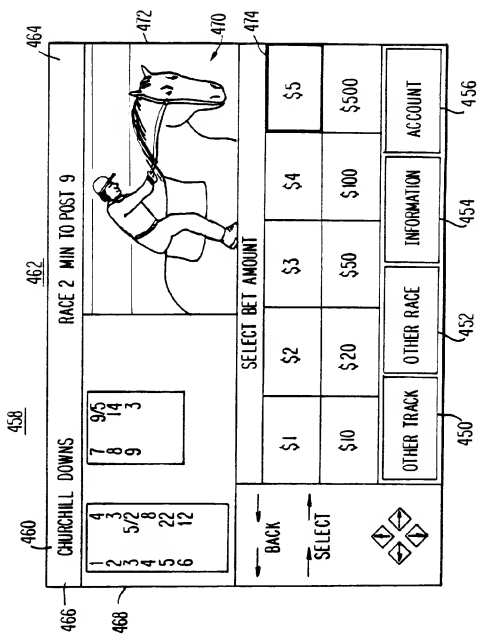 458
462
464
460
466
CHURCHILL DOWNS RACE 2 MIN TO POST 9
472
470
474
468
1 4
2 3
3 5/2
4 8
5 22
6 12
7 9/5
8 14
9 3
SELECT BET AMOUNT
BACK
SELECT
$1 $2 $3 $4 $5
$10 $20 $50 $100 $500
OTHER TRACK OTHER RACE INFORMATION ACCOUNT
450 452 454 456